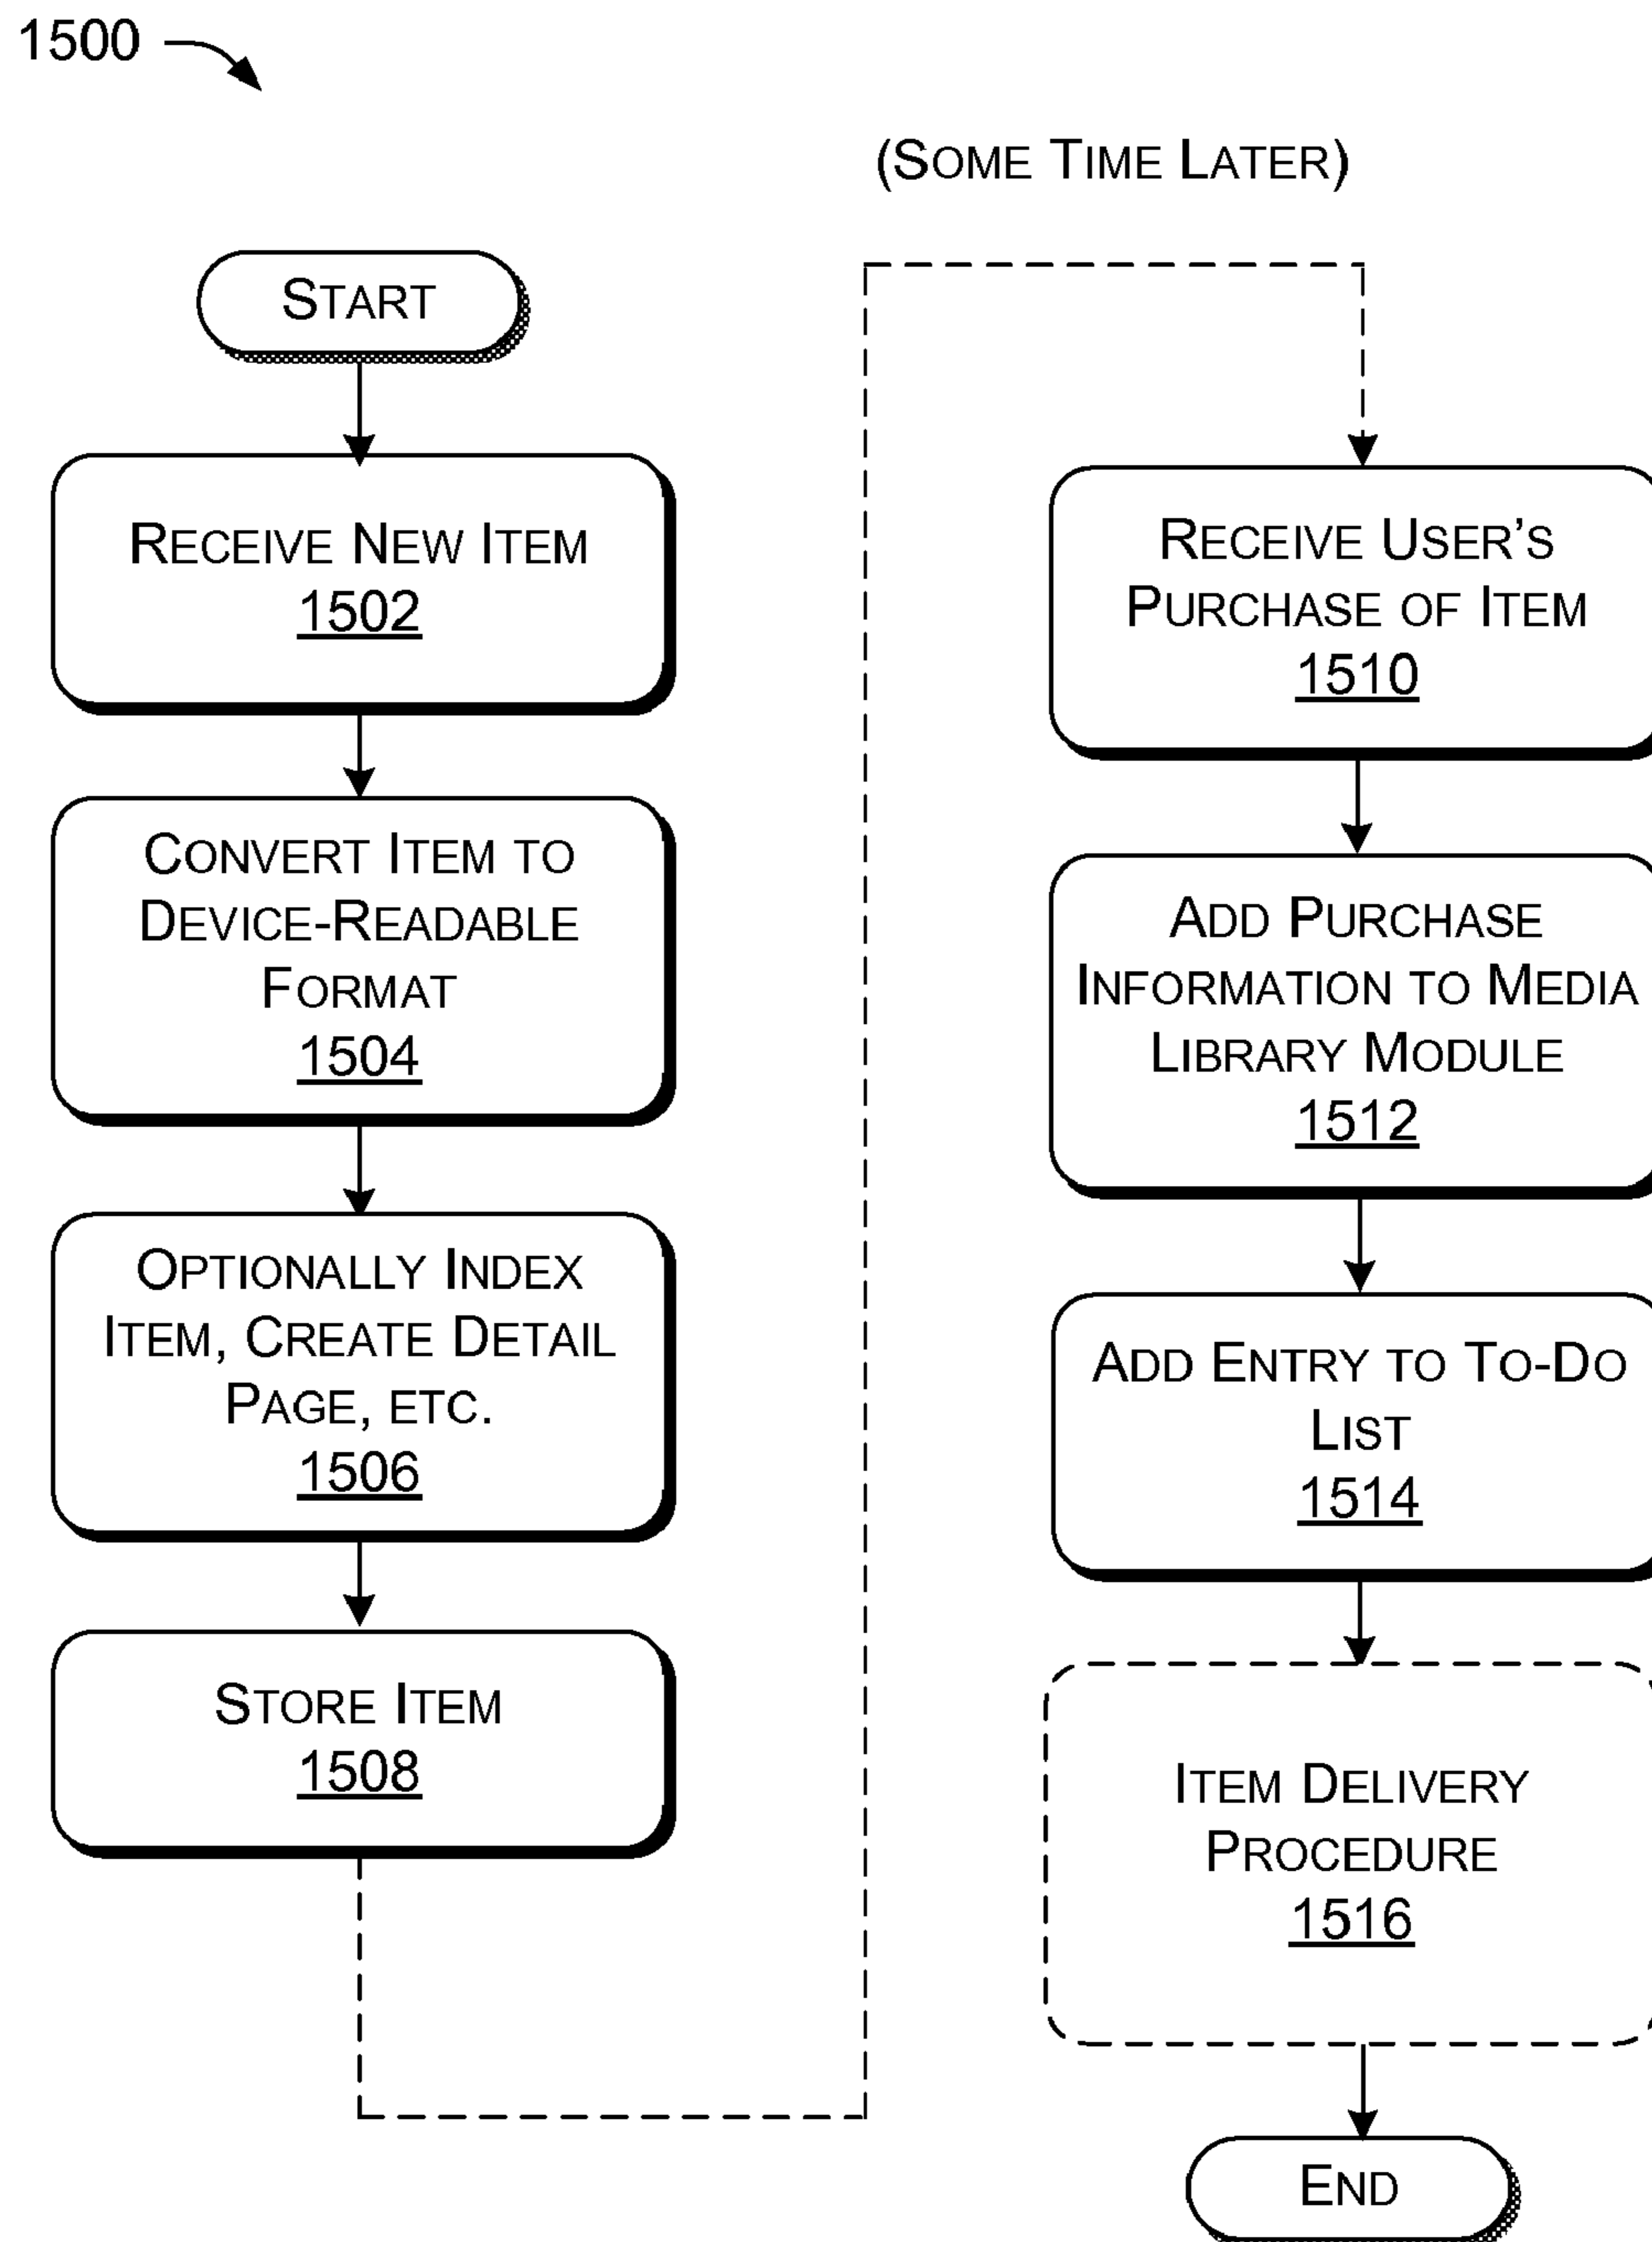 1500
(SOME TIME LATER)
START
RECEIVE NEW ITEM
1502
CONVERT ITEM TO
DEVICE-READABLE
FORMAT
1504
OPTIONALLY INDEX
ITEM, CREATE DETAIL
PAGE, ETC.
1506
STORE ITEM
1508
RECEIVE USER'S
PURCHASE OF ITEM
1510
ADD PURCHASE
INFORMATION TO MEDIA
LIBRARY MODULE
1512
ADD ENTRY TO TO-DO
LIST
1514
ITEM DELIVERY
PROCEDURE
1516
END